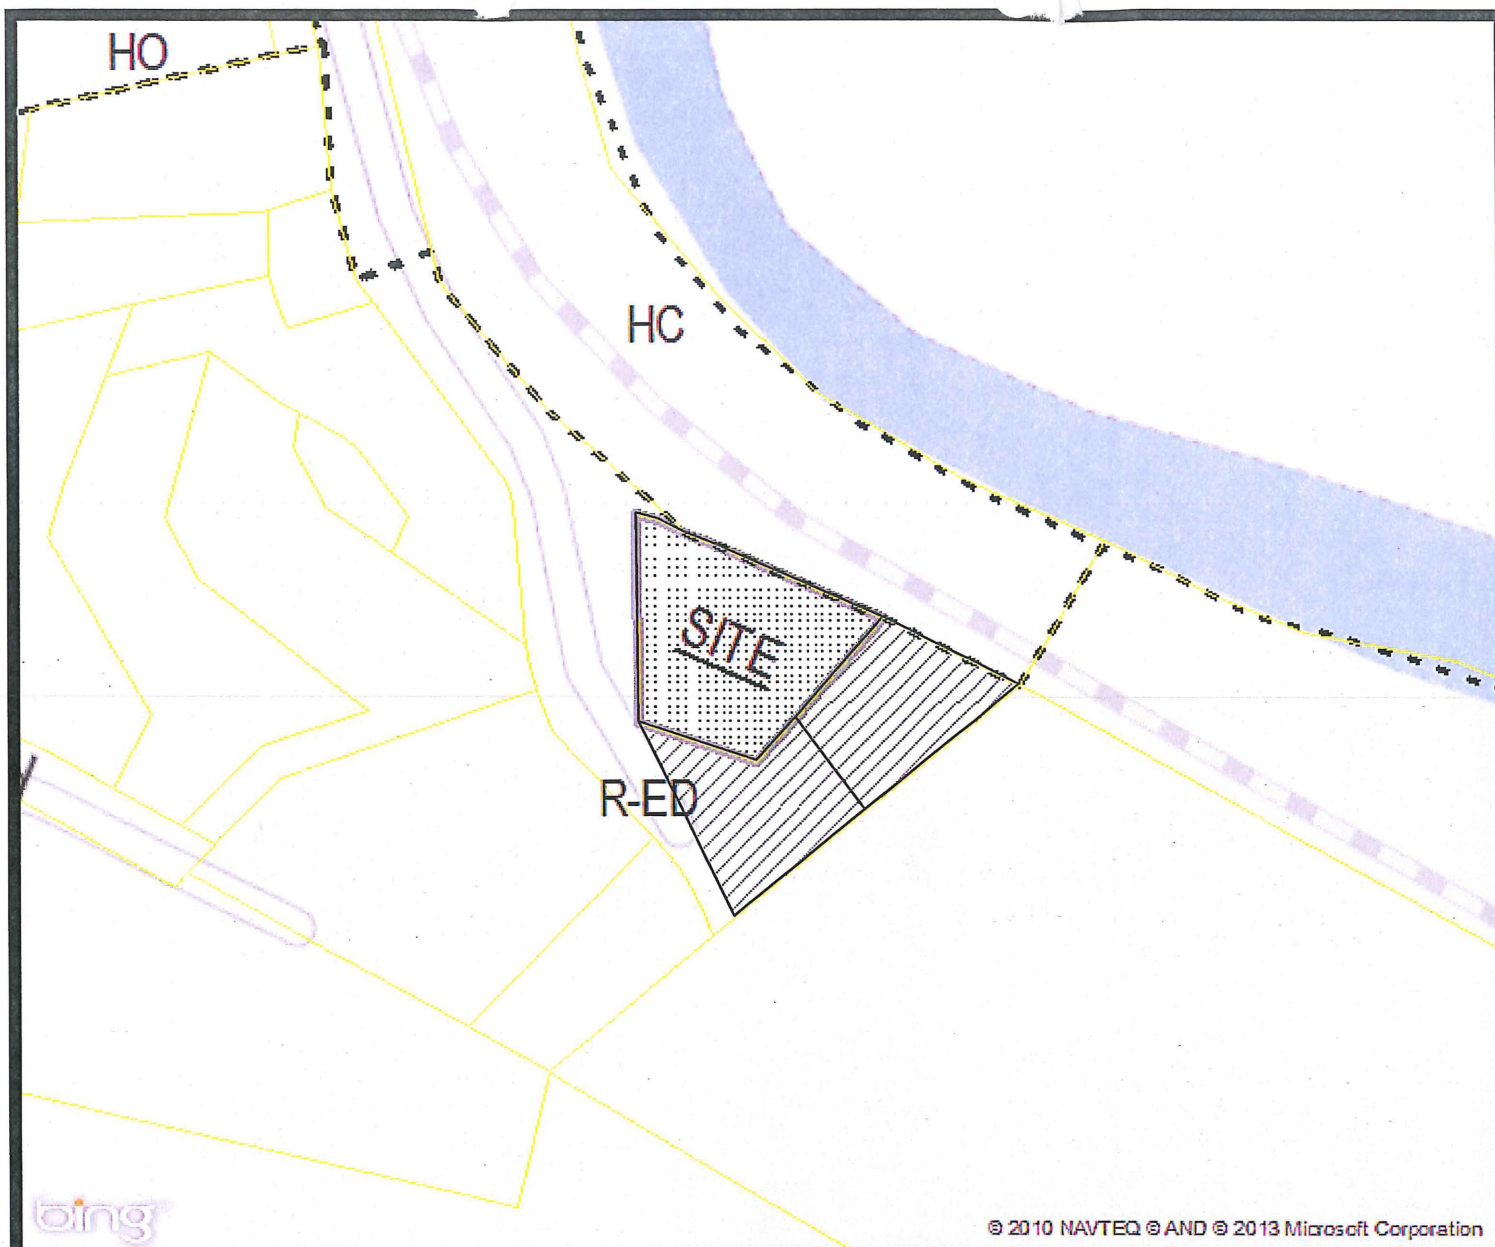 HO
HC
SITE
R-ED
bing
© 2010 NAVTEQ © AND © 2013 Microsoft Corporation